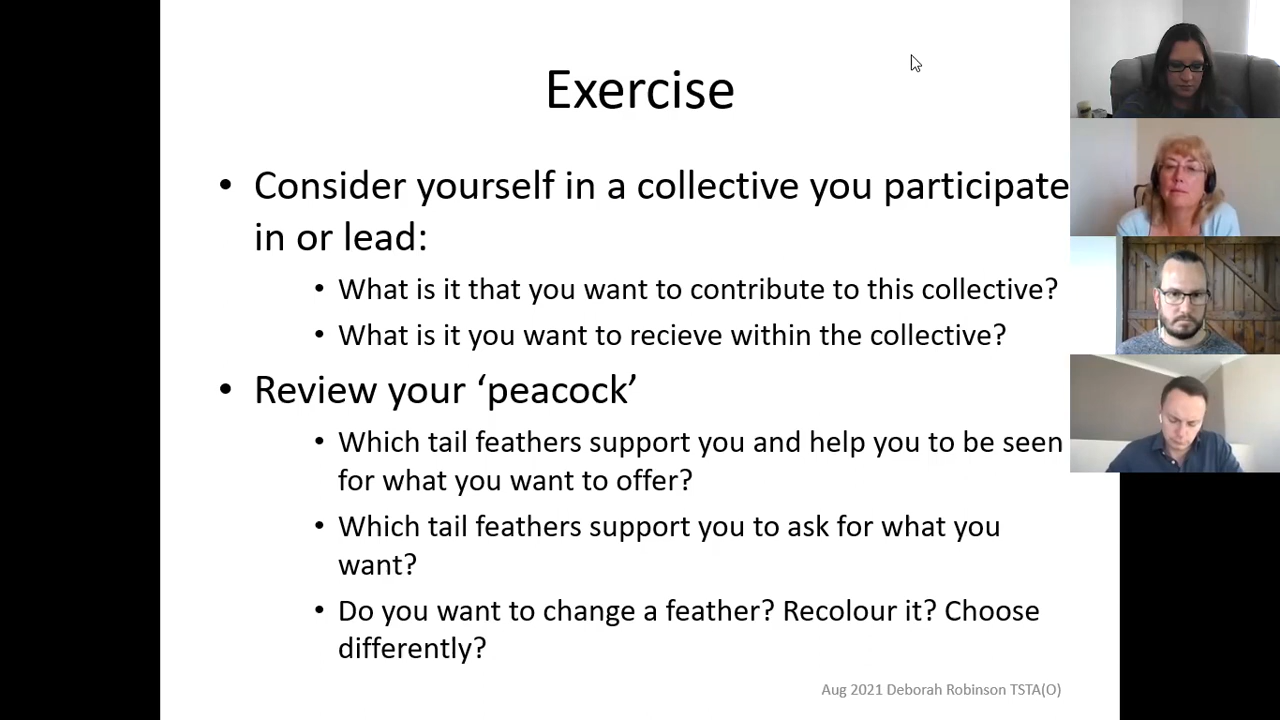 Exercise
• Consider yourself in a collective you participate
in or lead:
• What is it that you want to contribute to this collective?
• What is it you want to recieve within the collective?
• Review your ‘peacock’
• Which tail feathers support you and help you to be seen
for what you want to offer?
• Which tail feathers support you to ask for what you
want?
• Do you want to change a feather? Recolour it? Choose
differently?
Aug 2021 Deborah Robinson TSTA(O)